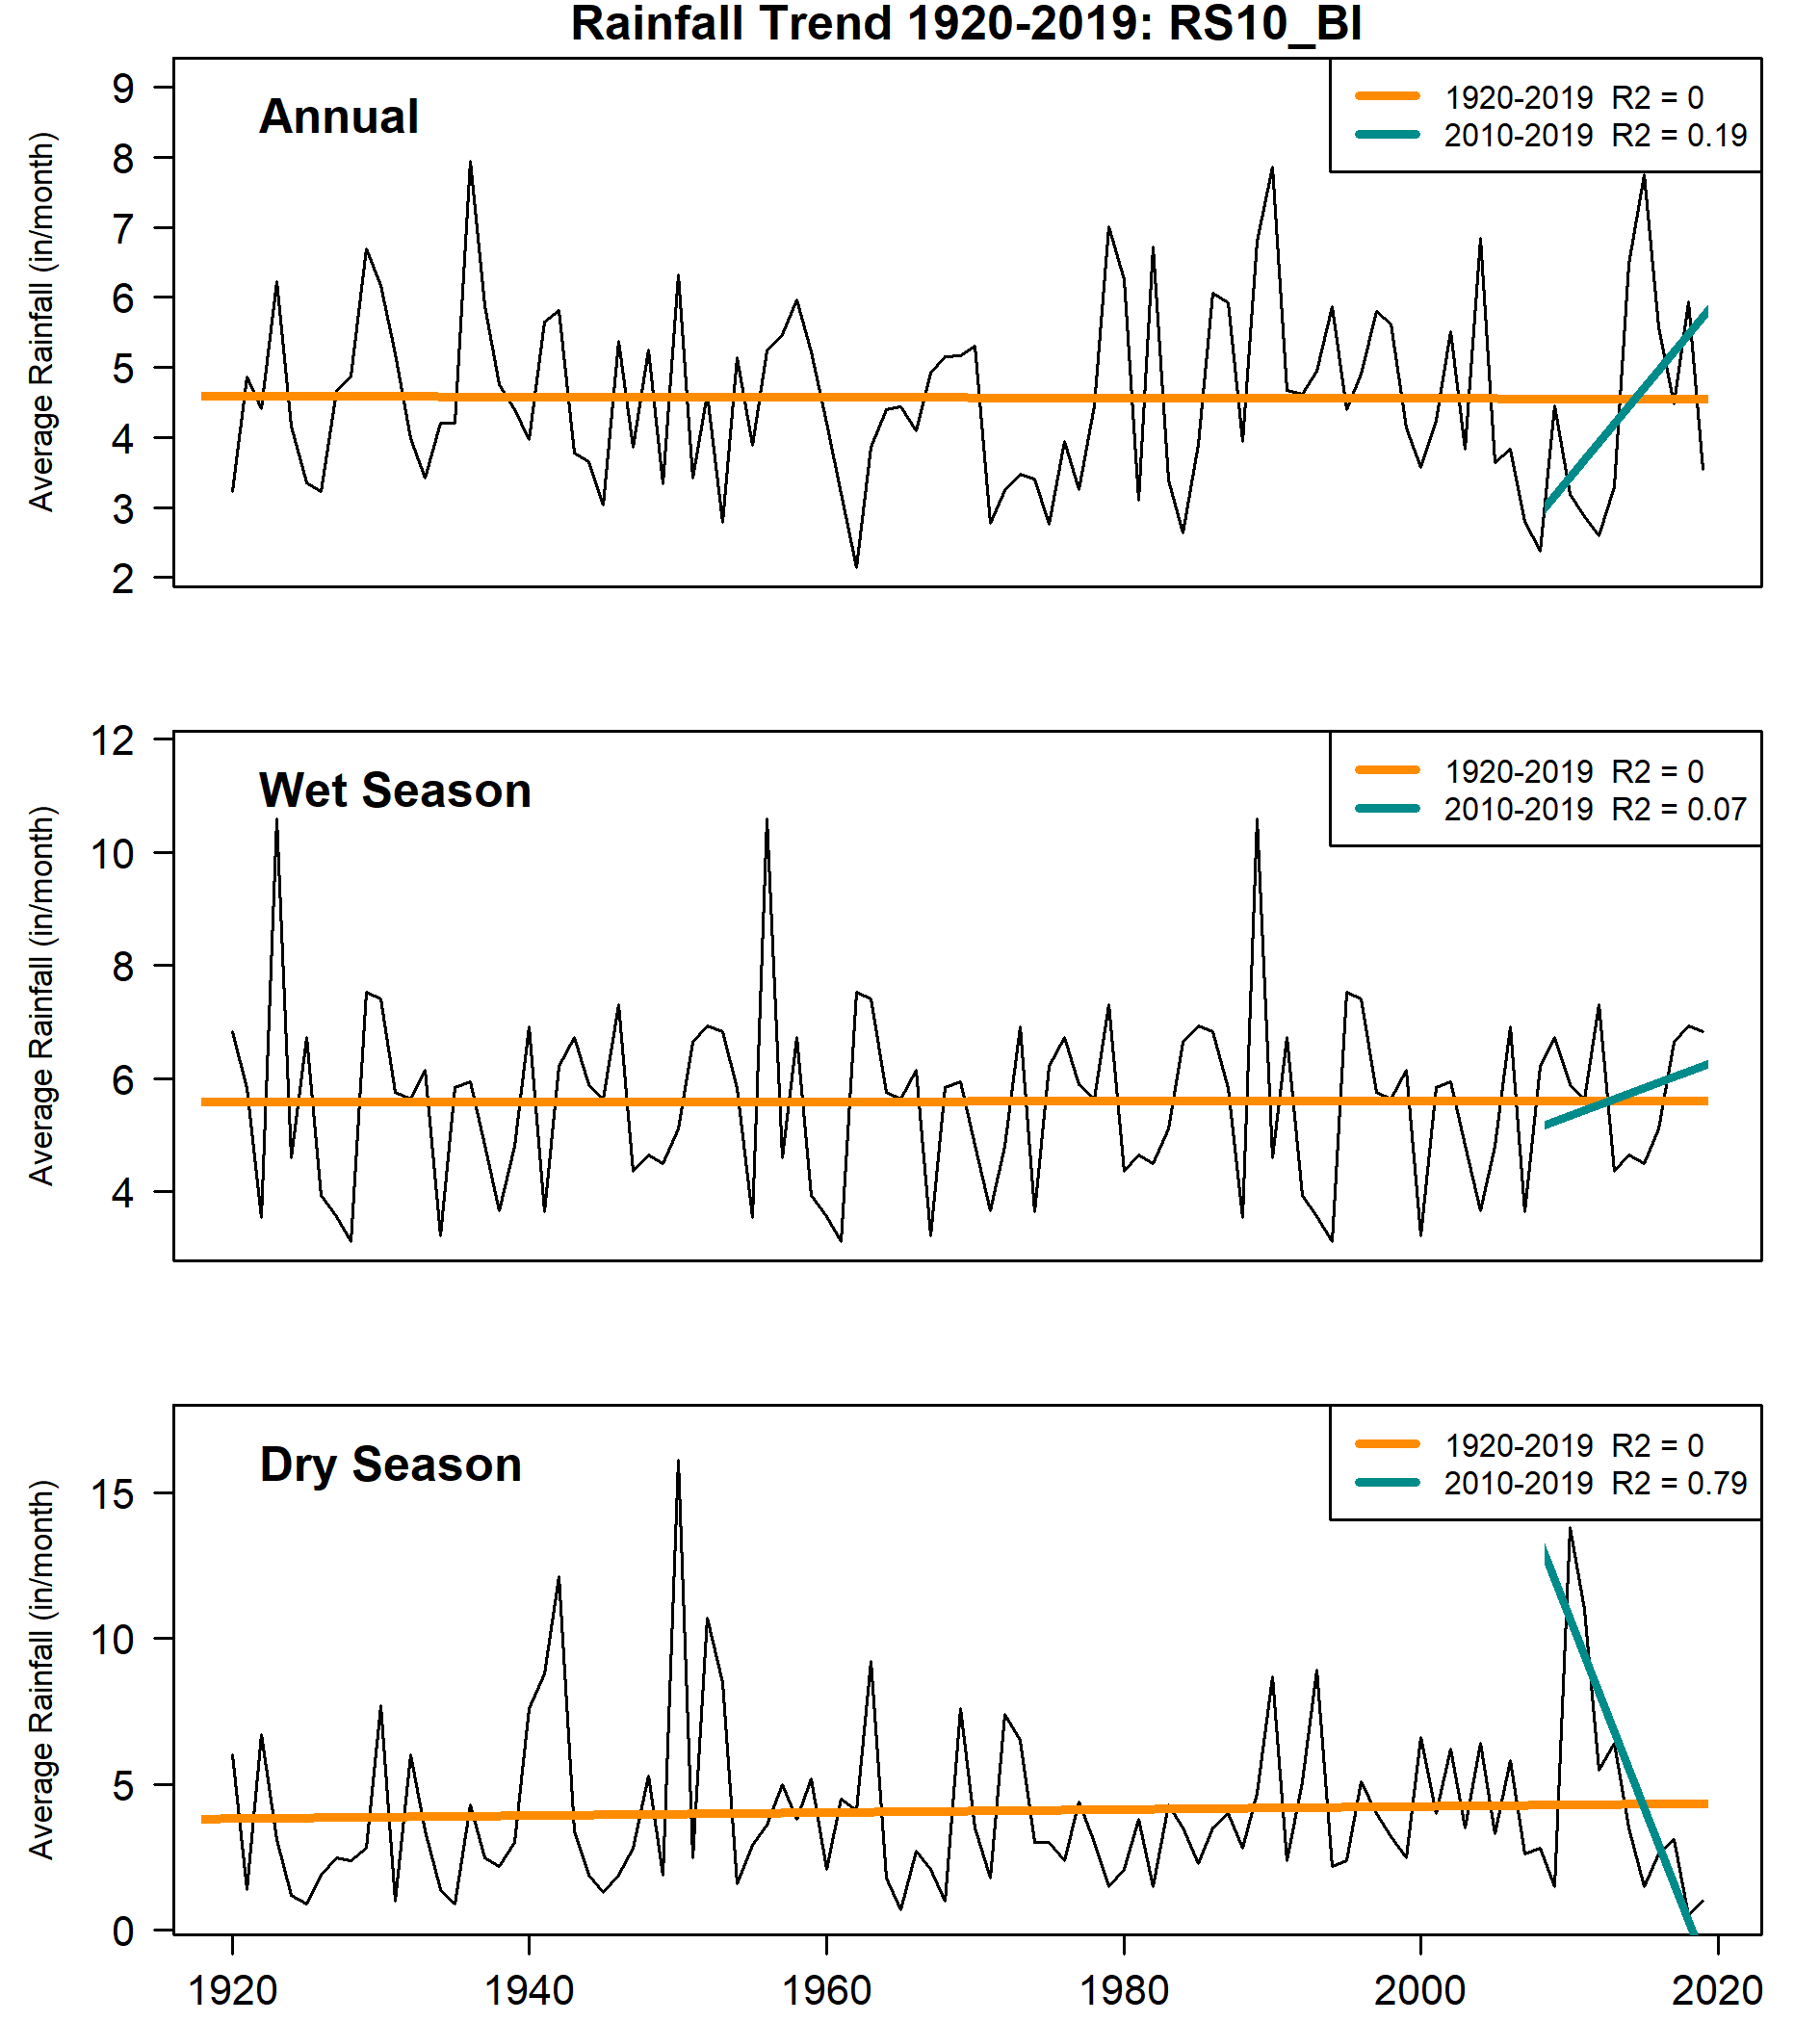 Rainfall Trend 1920-2019: RS10_BI
Annual
1920-2019 R2 = 0
2010-2019 R2 = 0.19
Average Rainfall (in/month)
9
8
7
6
5
4
3
2
Wet Season
1920-2019 R2 = 0
2010-2019 R2 = 0.07
Average Rainfall (in/month)
12
10
8
6
4
Dry Season
1920-2019 R2 = 0
2010-2019 R2 = 0.79
Average Rainfall (in/month)
15
10
5
0
1920 1940 1960 1980 2000 2020